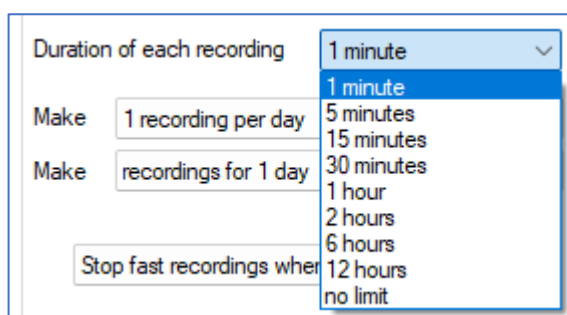 Duration of each recording 1 minute
1 minute
5 minutes
15 minutes
30 minutes
1 hour
2 hours
6 hours
12 hours
no limit
Make 1 recording per day
Make recordings for 1 day
Stop fast recordings when